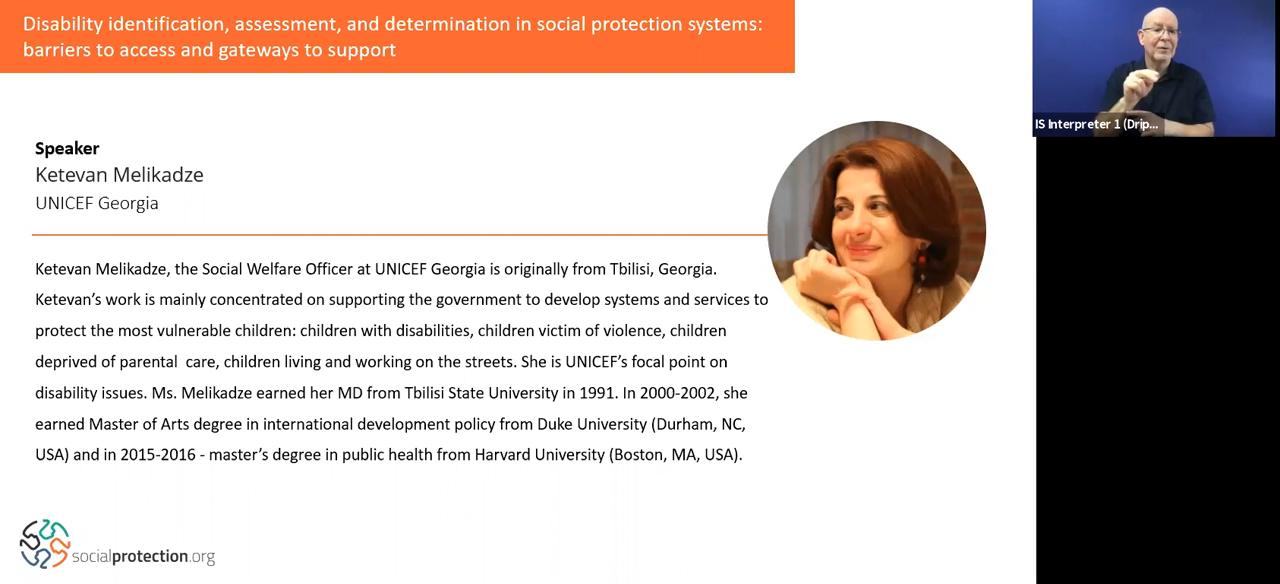 Disability identification, assessment, and determination in social protection systems:
barriers to access and gateways to support
IS Interpreter 1 (Drip...
Speaker
Ketevan Melikadze
UNICEF Georgia
Ketevan Melikadze, the Social Welfare Officer at UNICEF Georgia is originally from Tbilisi, Georgia.
Ketevan's work is mainly concentrated on supporting the government to develop systems and services to
protect the most vulnerable children: children with disabilities, children victim of violence, children
deprived of parental  care, children living and working on the streets. She is UNICEF's focal point on
disability issues. Ms. Melikadze earned her MD from Tbilisi State University in 1991. In 2000-2002, she
earned Master of Arts degree in international development policy from Duke University (Durham, NC,
USA) and in 2015-2016 - master's degree in public health from Harvard University (Boston, MA, USA).
socialprotection.org